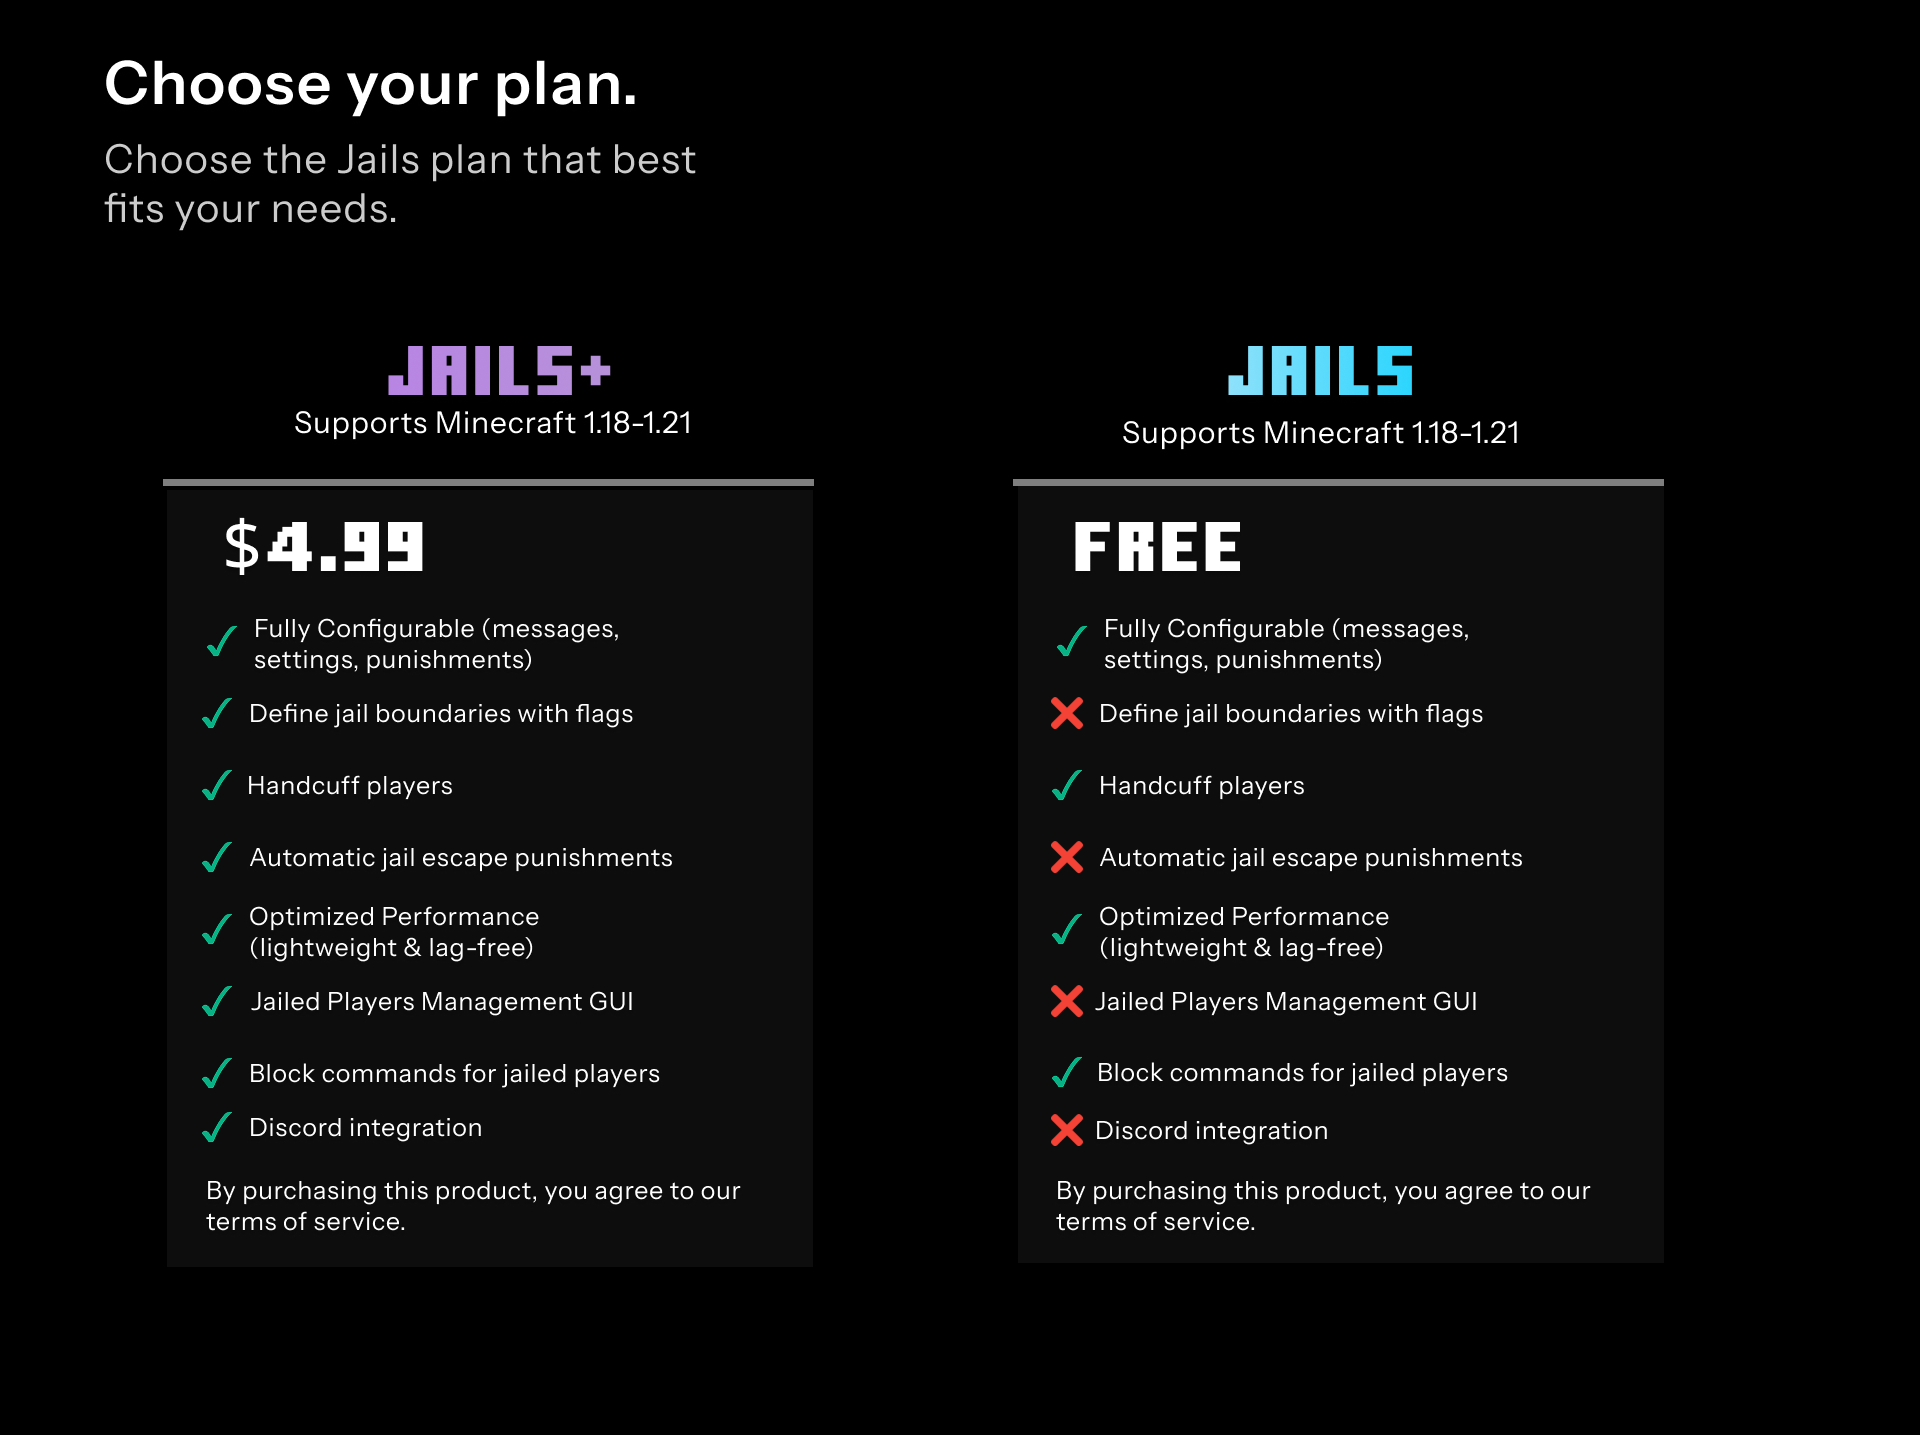 Choose your plan.
Choose the Jails plan that best
fits your needs.
JAILS+
Supports Minecraft 1.18-1.21
$4.99
Fully Configurable (messages,
settings, punishments)
Define jail boundaries with flags
Handcuff players
Automatic jail escape punishments
Optimized Performance
(lightweight & lag-free)
Jailed Players Management GUI
Block commands for jailed players
Discord integration
By purchasing this product, you agree to our
terms of service.
JAILS
Supports Minecraft 1.18-1.21
FREE
Fully Configurable (messages,
settings, punishments)
Define jail boundaries with flags
Handcuff players
Automatic jail escape punishments
Optimized Performance
(lightweight & lag-free)
Jailed Players Management GUI
Block commands for jailed players
Discord integration
By purchasing this product, you agree to our
terms of service.